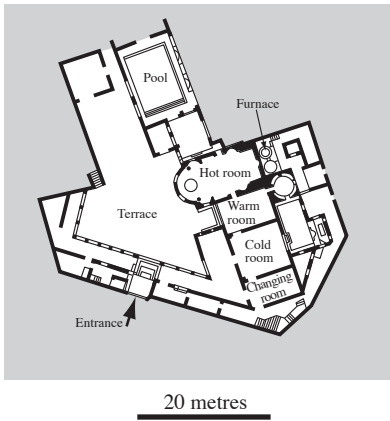 Pool
Furnace
Hot room
Terrace
Warm
room
Cold
room
Changing
room
Entrance
20 metres